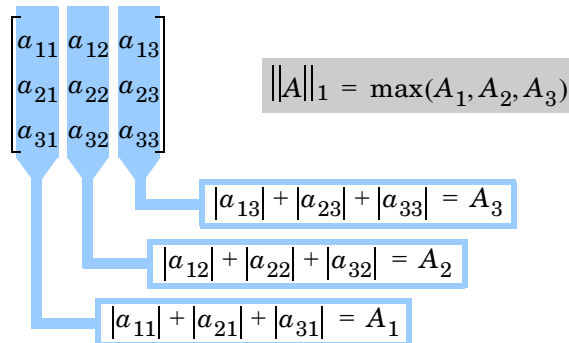 a11 a12 a13
a21 a22 a23
a31 a32 a33
||A||1 = max(A1, A2, A3)
|a13| + |a23| + |a33| = A3
|a12| + |a22| + |a32| = A2
|a11| + |a21| + |a31| = A1